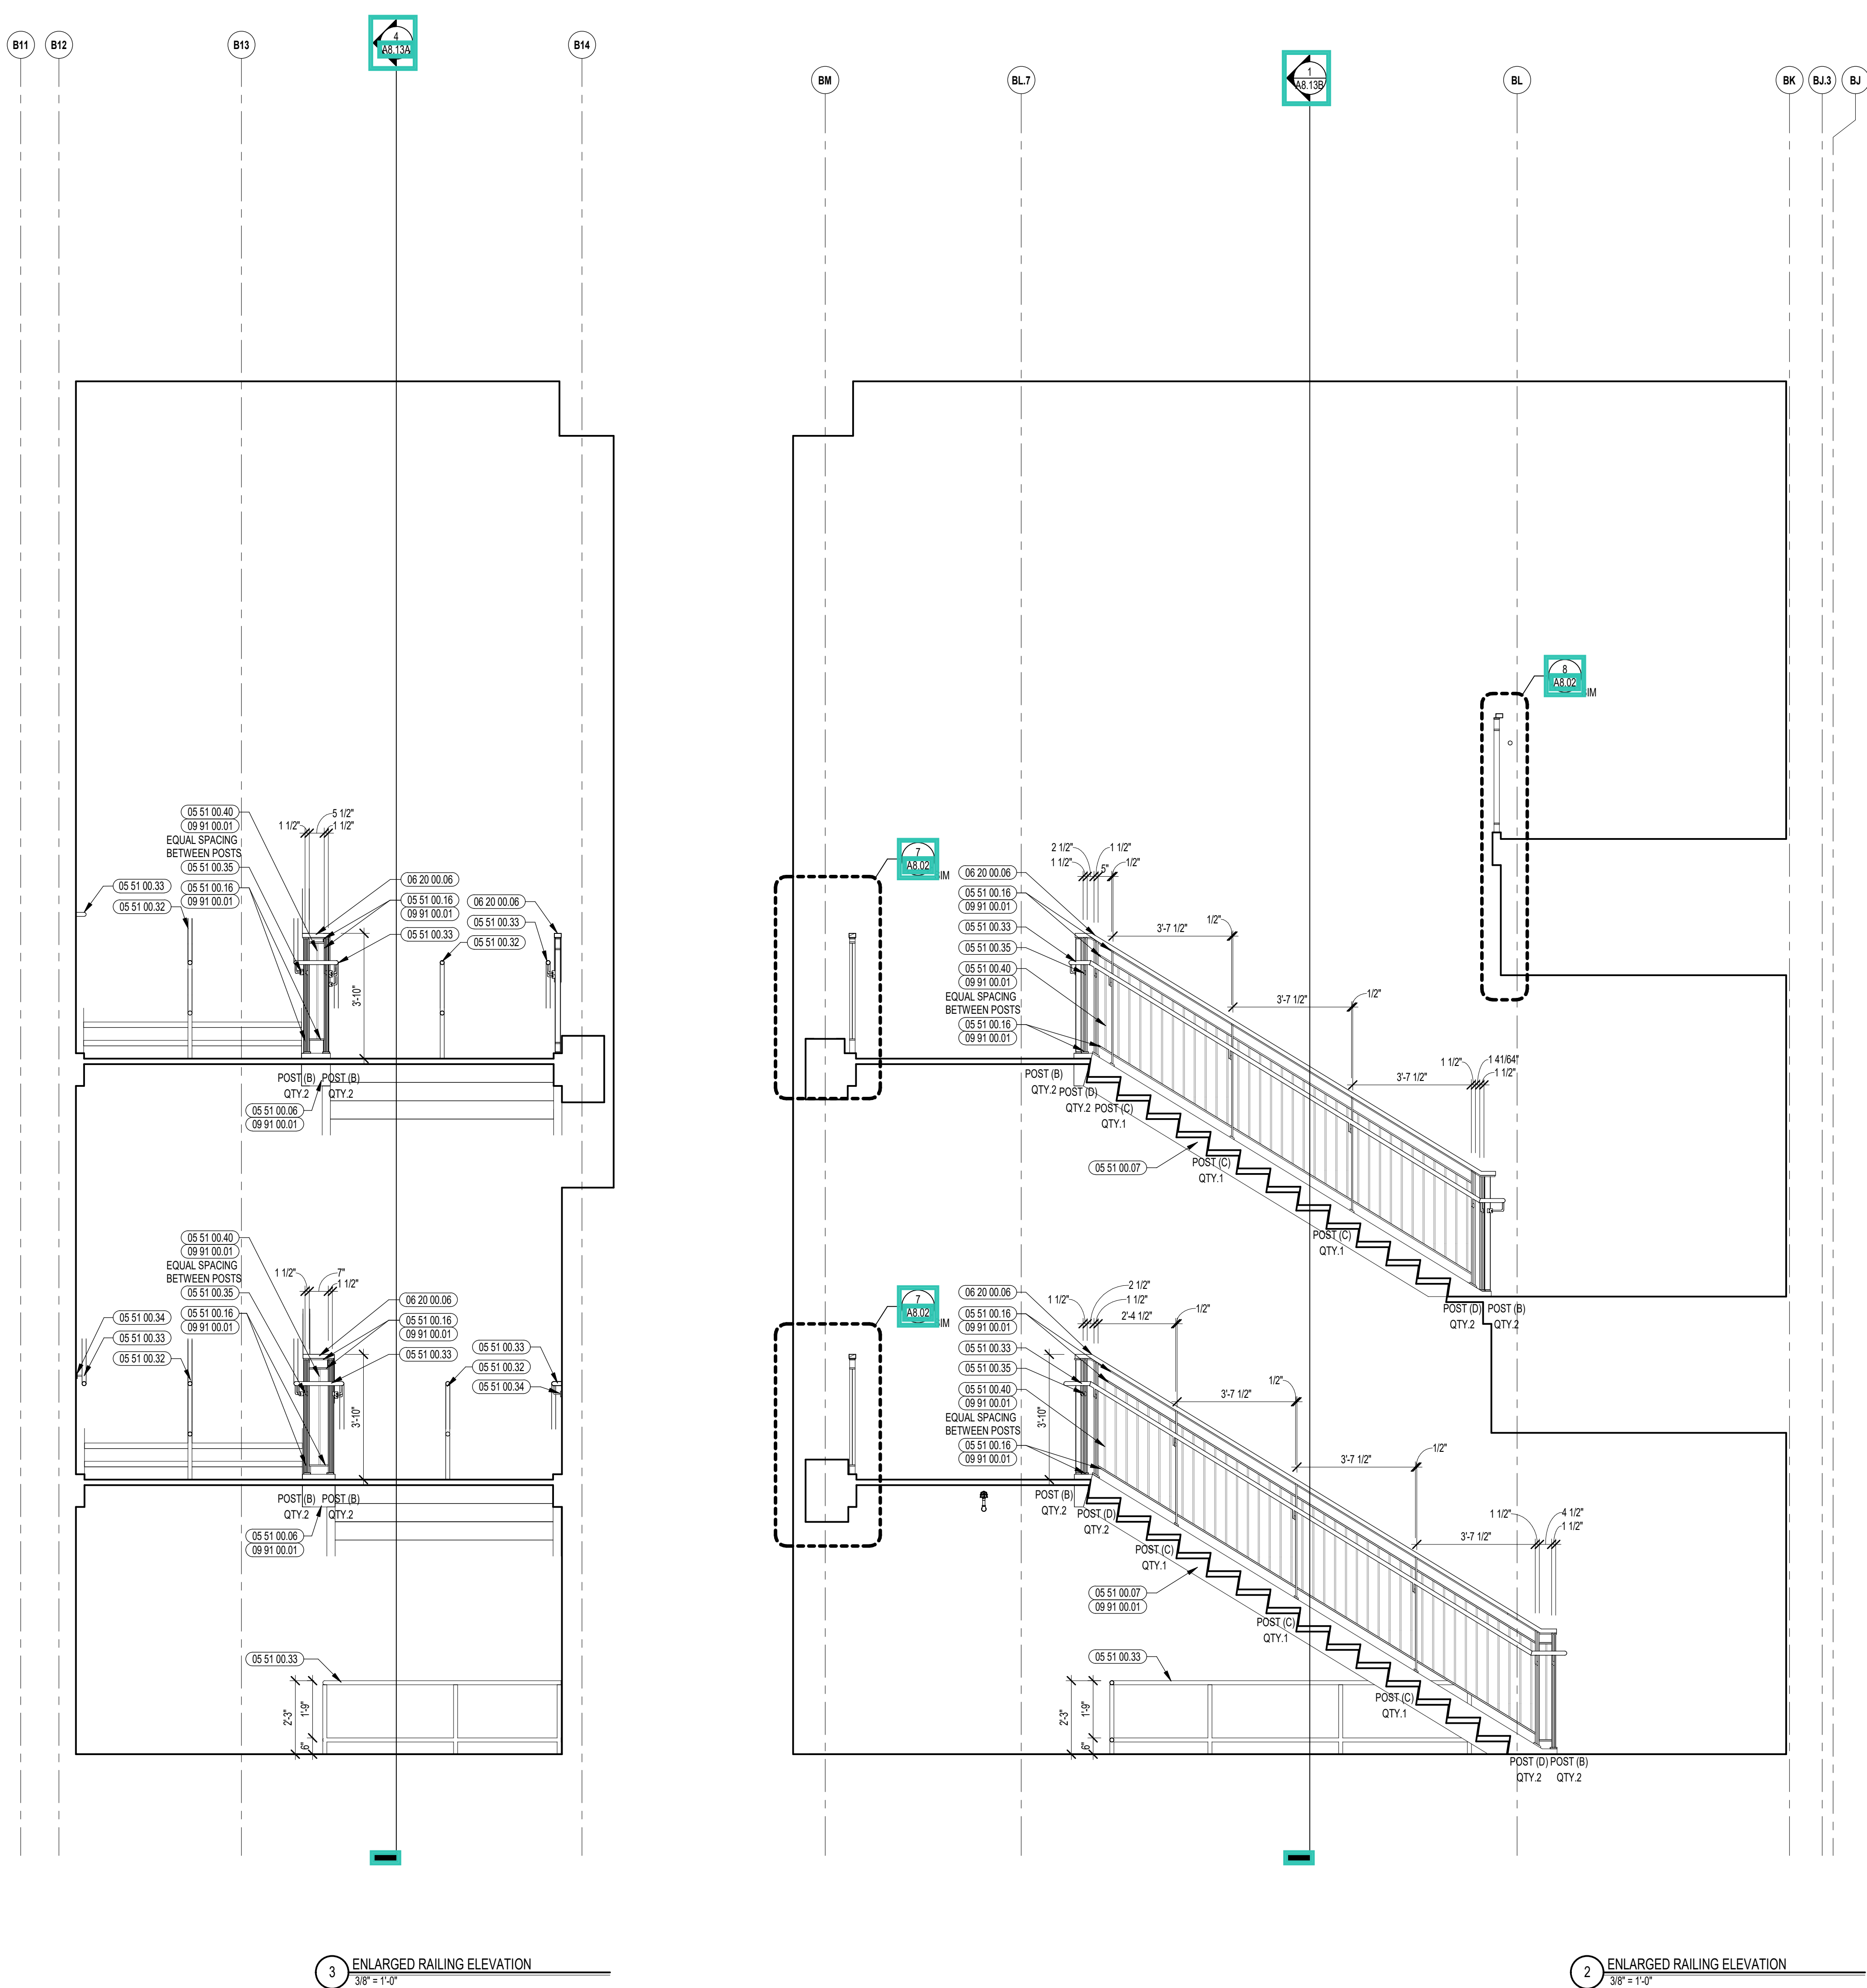 B11
B12
B13
4
A8.13A
B14
05 51 00.40
09 91 00.01
EQUAL SPACING
BETWEEN POSTS
05 51 00.35
05 51 00.16
09 91 00.01
1 1/2"
5 1/2"
1 1/2"
05 51 00.33
05 51 00.32
06 20 00.06
05 51 00.16
09 91 00.01
05 51 00.33
06 20 00.06
05 51 00.33
05 51 00.32
3'-10"
POST (B)
QTY.2
POST (B)
QTY.2
05 51 00.06
09 91 00.01
05 51 00.40
09 91 00.01
EQUAL SPACING
BETWEEN POSTS
05 51 00.35
05 51 00.16
09 91 00.01
1 1/2"
7"
1 1/2"
05 51 00.34
05 51 00.33
05 51 00.32
06 20 00.06
05 51 00.16
09 91 00.01
05 51 00.33
05 51 00.33
05 51 00.32
05 51 00.34
3'-10"
POST (B)
QTY.2
POST (B)
QTY.2
05 51 00.06
09 91 00.01
05 51 00.33
2'-3"
1'-9"
6"
3
ENLARGED RAILING ELEVATION
3/8" = 1'-0"
BM
BL.7
1
A8.13B
BL
BK
BJ.3
BJ
8
A8.02
IM
7
A8.02
IM
2 1/2"
1 1/2"
1 1/2"
5"
1/2"
06 20 00.06
05 51 00.16
09 91 00.01
05 51 00.33
05 51 00.35
05 51 00.40
09 91 00.01
EQUAL SPACING
BETWEEN POSTS
05 51 00.16
09 91 00.01
3'-7 1/2"
1/2"
3'-7 1/2"
1/2"
3'-7 1/2"
1 1/2"
1 41/64"
1 1/2"
POST (B)
QTY.2
POST (D)
QTY.2
POST (C)
QTY.1
05 51 00.07
POST (C)
QTY.1
POST (C)
QTY.1
POST (D)
QTY.2
POST (B)
QTY.2
7
A8.02
IM
1 1/2"
2 1/2"
1 1/2"
2'-4 1/2"
1/2"
06 20 00.06
05 51 00.16
09 91 00.01
05 51 00.33
05 51 00.35
05 51 00.40
09 91 00.01
EQUAL SPACING
BETWEEN POSTS
05 51 00.16
09 91 00.01
3'-10"
3'-7 1/2"
1/2"
3'-7 1/2"
1/2"
3'-7 1/2"
1 1/2"
4 1/2"
1 1/2"
POST (B)
QTY.2
POST (D)
QTY.2
POST (C)
QTY.1
05 51 00.07
09 91 00.01
POST (C)
QTY.1
05 51 00.33
POST (C)
QTY.1
2'-3"
1'-9"
6"
POST (D)
QTY.2
POST (B)
QTY.2
2
ENLARGED RAILING ELEVATION
3/8" = 1'-0"